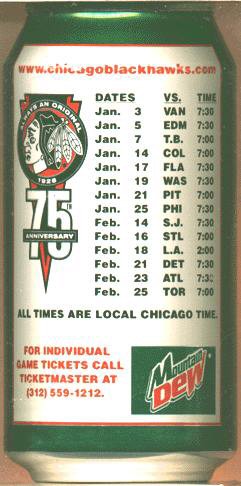 www.chicagoblackhawks.com
ALWAYS AN ORIGINAL
1926
75TH
ANNIVERSARY
DATES VS. TIME
Jan. 3 VAN 7:30
Jan. 5 EDM 7:30
Jan. 7 T.B. 7:00
Jan. 14 COL 7:00
Jan. 17 FLA 7:30
Jan. 19 WAS 7:30
Jan. 21 PIT 7:00
Jan. 25 PHI 7:30
Feb. 14 S.J. 7:30
Feb. 16 STL 7:00
Feb. 18 L.A. 2:00
Feb. 21 DET 7:30
Feb. 23 ATL 7:30
Feb. 25 TOR 7:00
ALL TIMES ARE LOCAL CHICAGO TIME.
FOR INDIVIDUAL
GAME TICKETS CALL
TICKETMASTER AT
(312) 559-1212.
Mountain
Dew